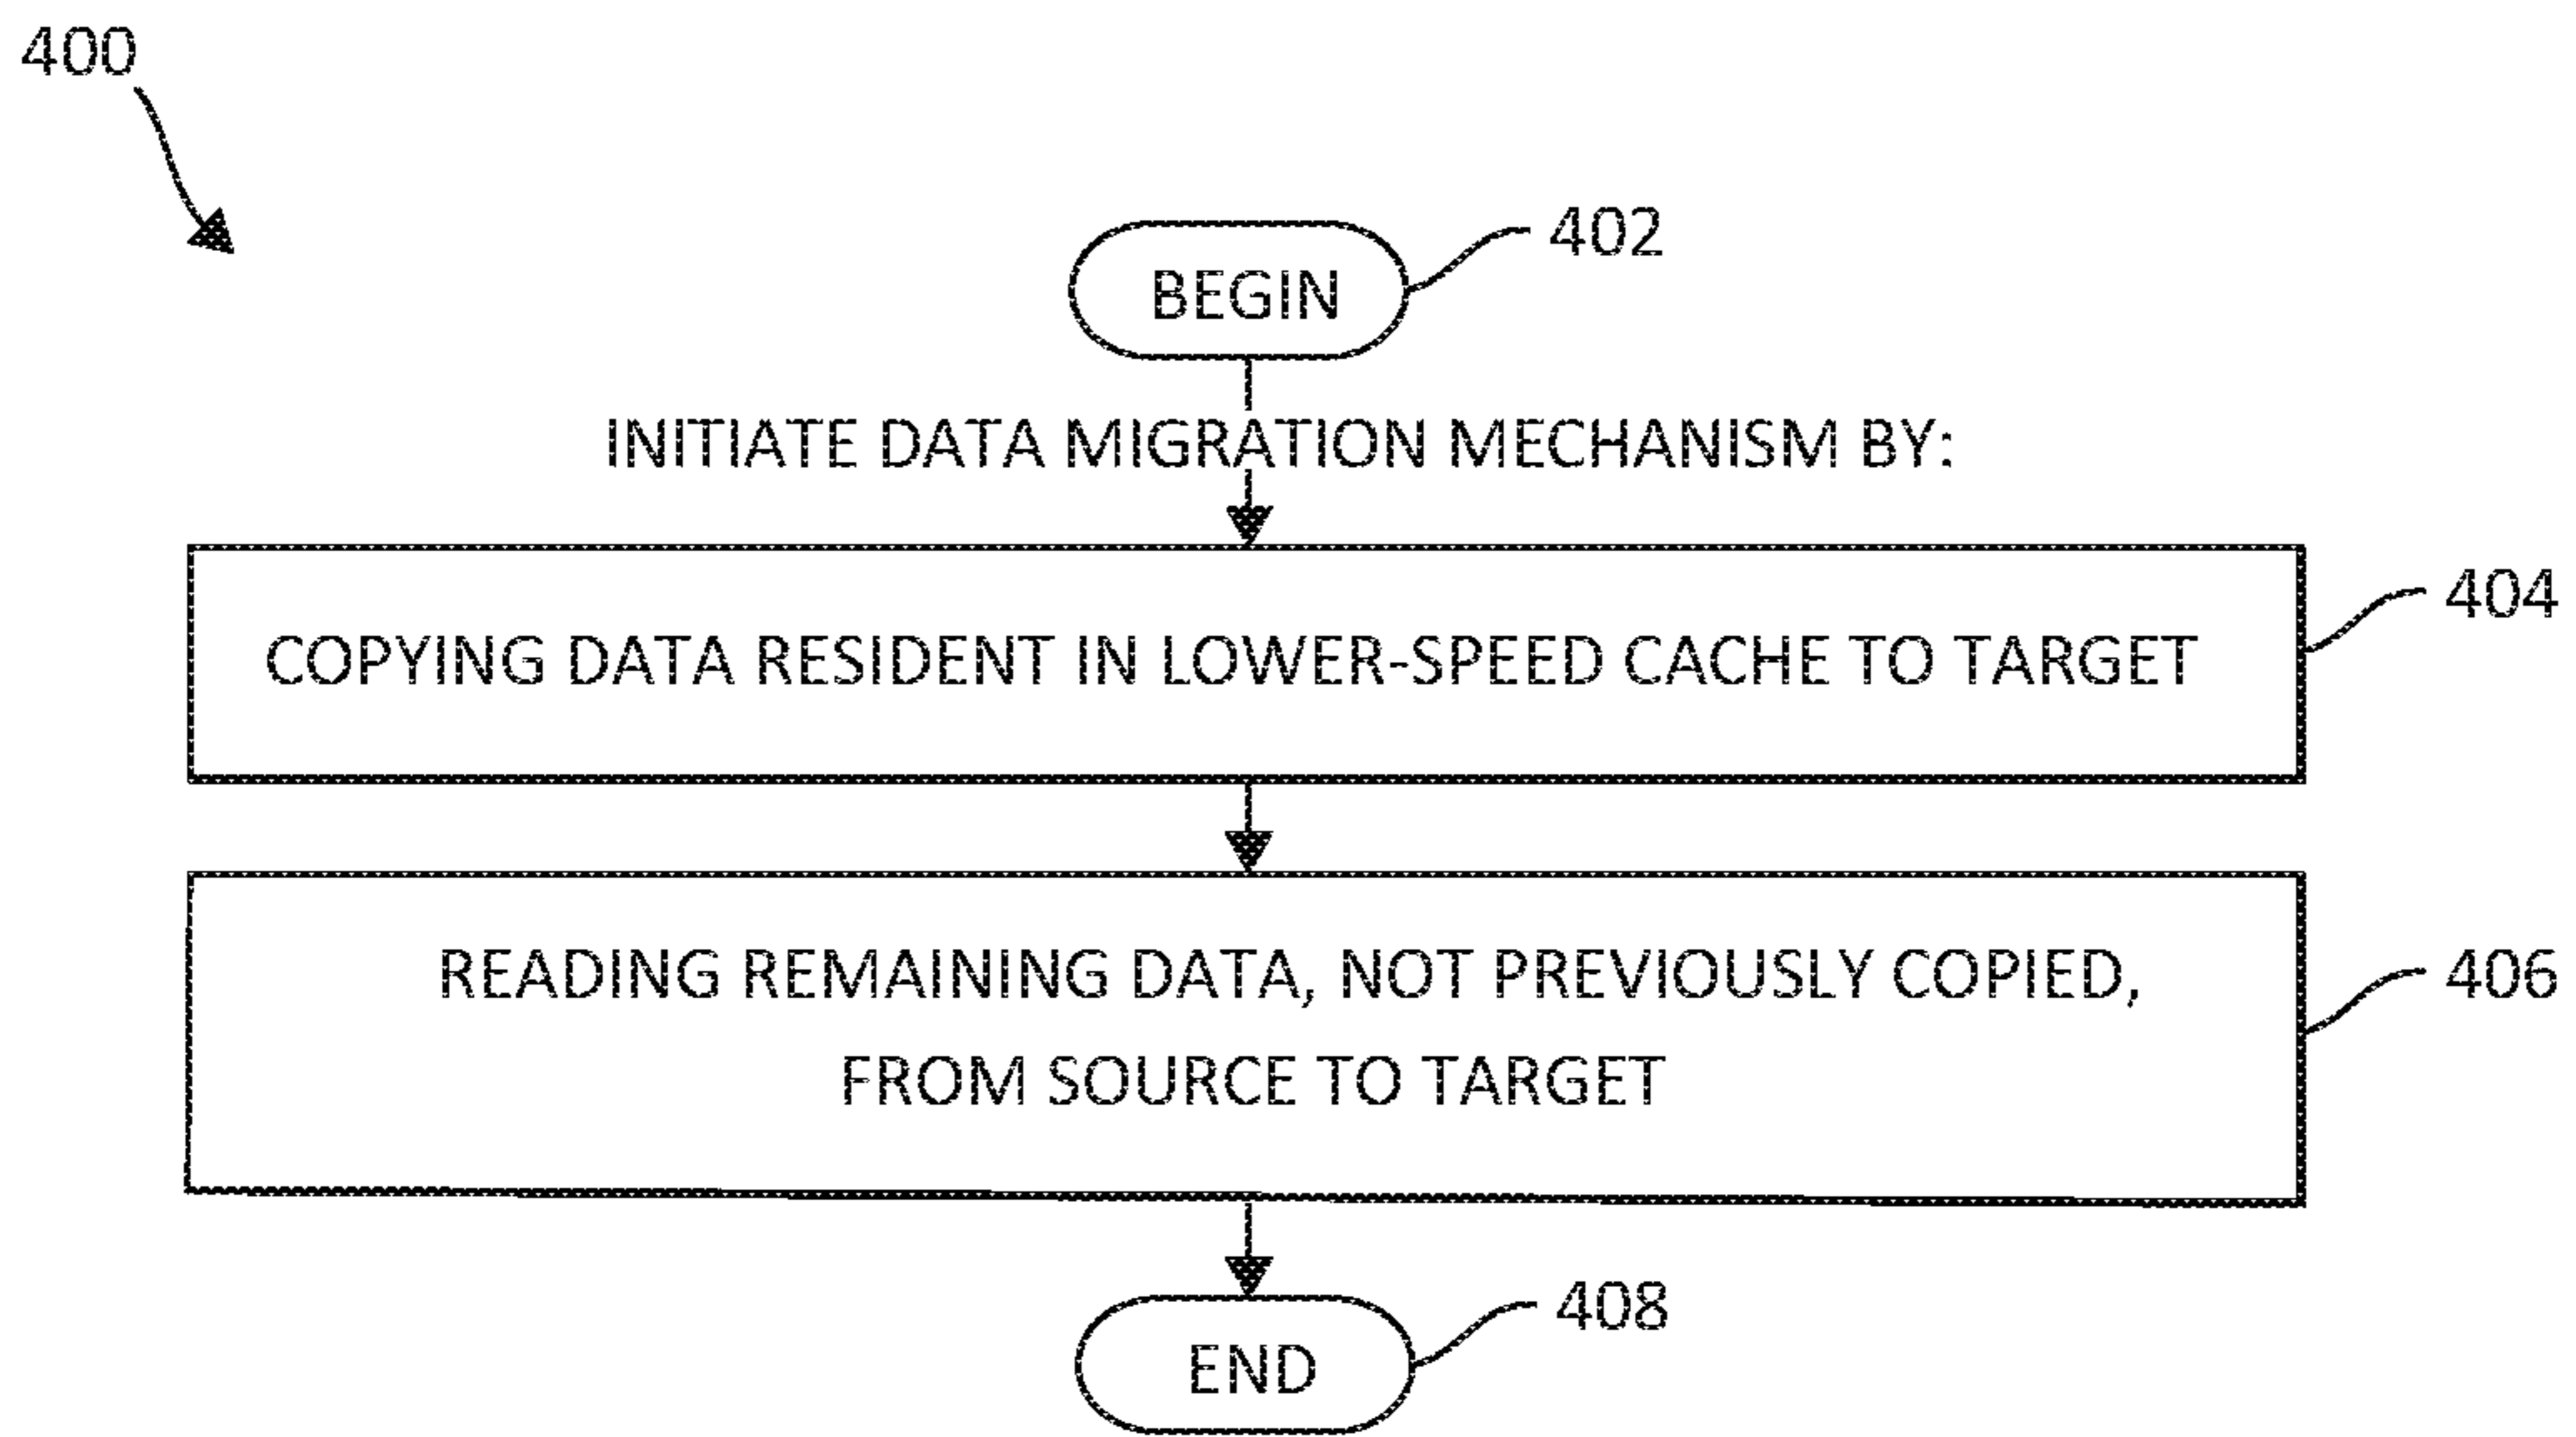 400
402
BEGIN
INITIATE DATA MIGRATION MECHANISM BY:
404
COPYING DATA RESIDENT IN LOWER-SPEED CACHE TO TARGET
READING REMAINING DATA, NOT PREVIOUSLY COPIED,
406
FROM SOURCE TO TARGET
408
END